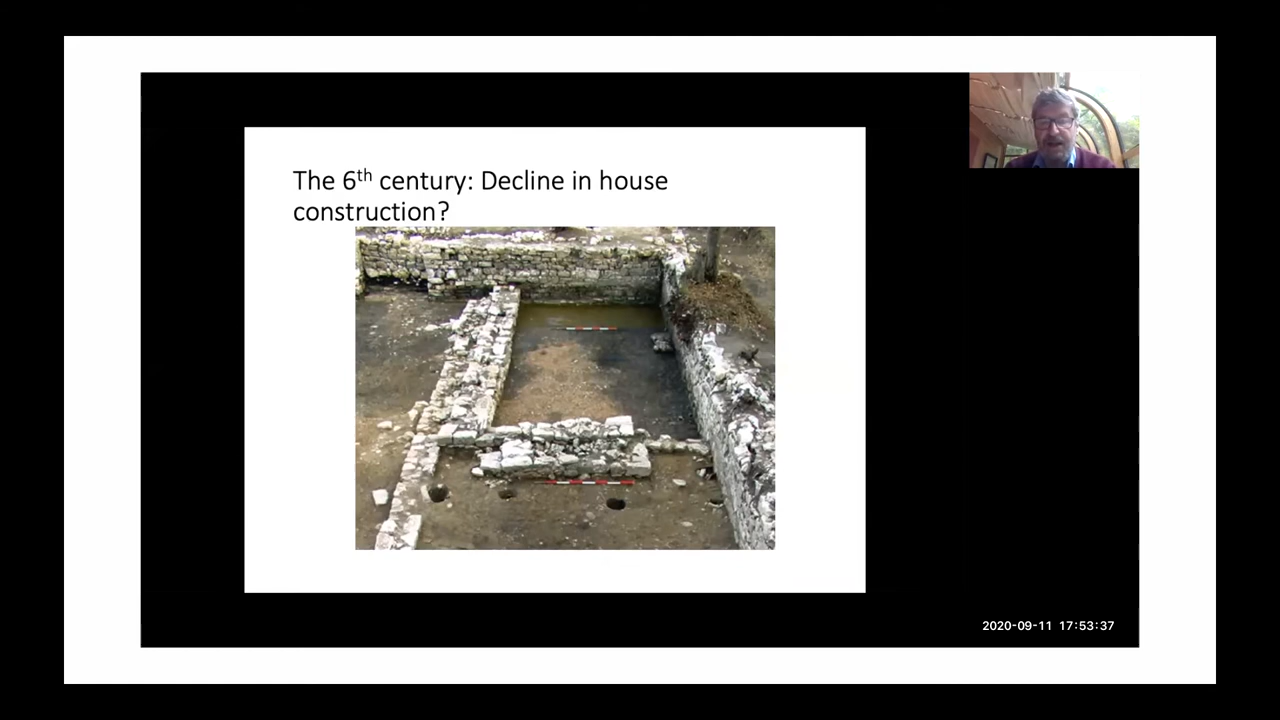 The 6th century: Decline in house
construction?
2020-09-11 17:53:37